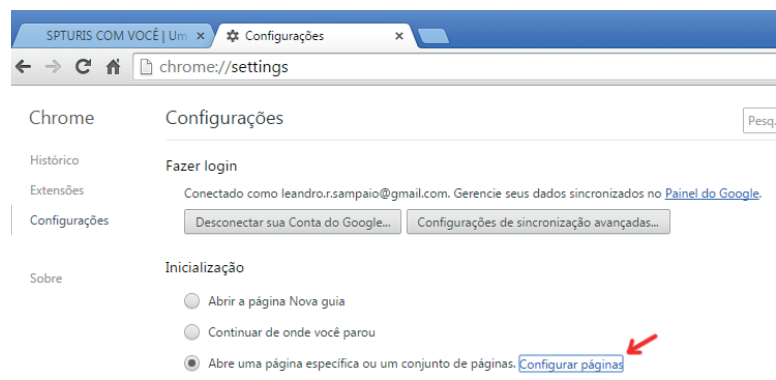 SPTURIS COM VOCÊ | Um
Configurações
chrome://settings
Chrome
Configurações
Pesq.
Histórico
Fazer login
Extensões
Conectado como leandro.r.sampaio@gmail.com. Gerencie seus dados sincronizados no Painel do Google.
Configurações
Desconectar sua Conta do Google... Configurações de sincronização avançadas...
Inicialização
Sobre
Abrir a página Nova guia
Continuar de onde você parou
Abre uma página específica ou um conjunto de páginas. Configurar páginas